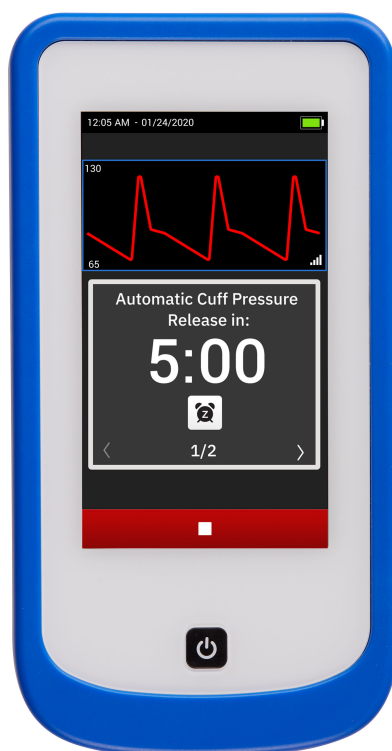 12:05 AM - 01/24/2020
130
65
Automatic Cuff Pressure
Release in:
5:00
Z
1/2